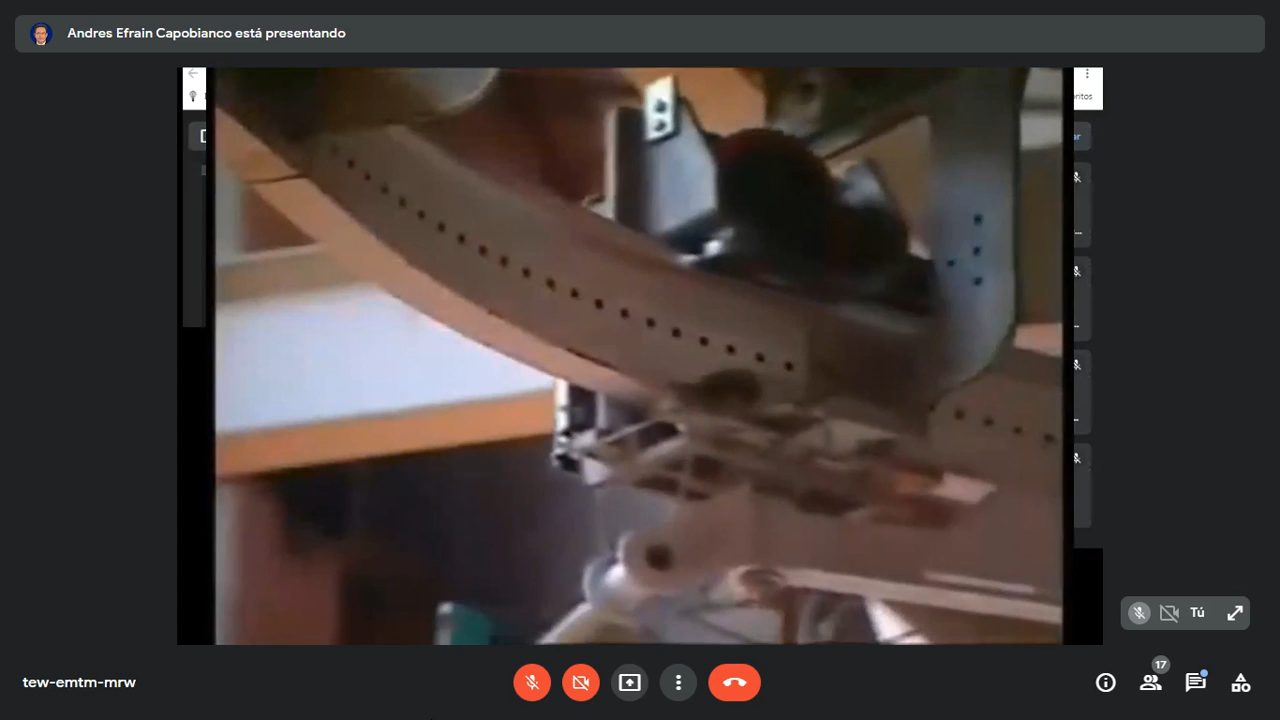 Andres Efrain Capobianco está presentando
ritos
Tú
tew-emtm-mrw
17